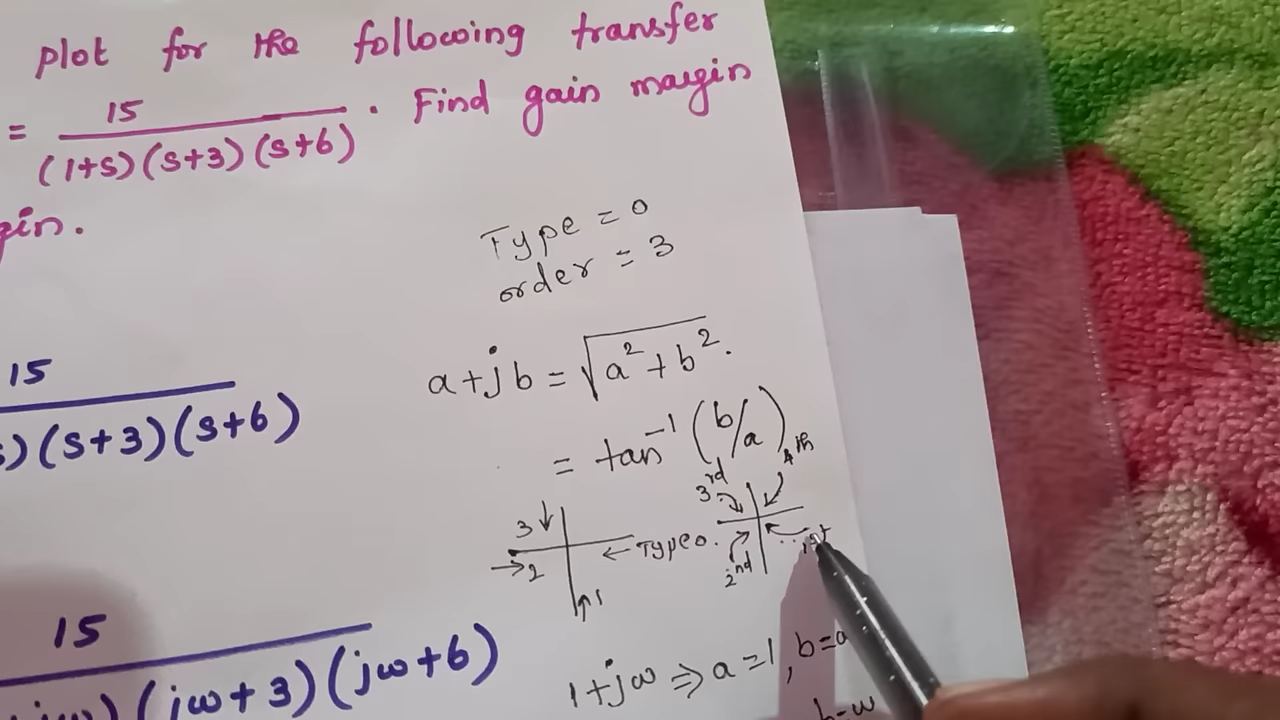 plot for the following transfer
= 15 / (1+s)(s+3)(s+6) . Find gain margin
gin.
Type = 0
order = 3
15
)(s+3)(s+6)
a+jb = √a²+b².
= tan⁻¹(b/a)
3rd 4th
3↓ ← Type 0.
→2 2nd 1st
↑1
15
jω)(jω+3)(jω+6)
1+jω ⇒ a=1, b=ω
b=ω